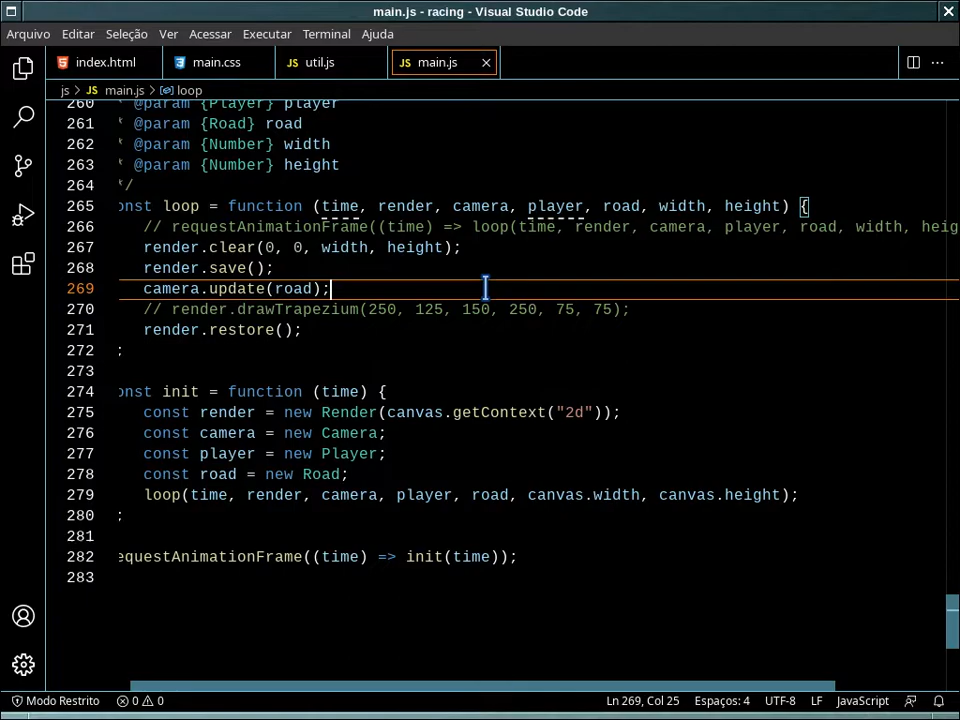 main.js - racing - Visual Studio Code
Arquivo Editar Seleção Ver Acessar Executar Terminal Ajuda
index.html main.css JS util.js JS main.js
js > JS main.js > loop
260 * @param {Player} player
261 * @param {Road} road
262 * @param {Number} width
263 * @param {Number} height
264 */
265 onst loop = function (time, render, camera, player, road, width, height) {
266 // requestAnimationFrame((time) => loop(time, render, camera, player, road, width, heig
267 render.clear(0, 0, width, height);
268 render.save();
269 camera.update(road);
270 // render.drawTrapezium(250, 125, 150, 250, 75, 75);
271 render.restore();
272 ;
273
274 onst init = function (time) {
275 const render = new Render(canvas.getContext("2d"));
276 const camera = new Camera;
277 const player = new Player;
278 const road = new Road;
279 loop(time, render, camera, player, road, canvas.width, canvas.height);
280 ;
281
282 equestAnimationFrame((time) => init(time));
283
Modo Restrito 0 0 Ln 269, Col 25 Espaços: 4 UTF-8 LF JavaScript